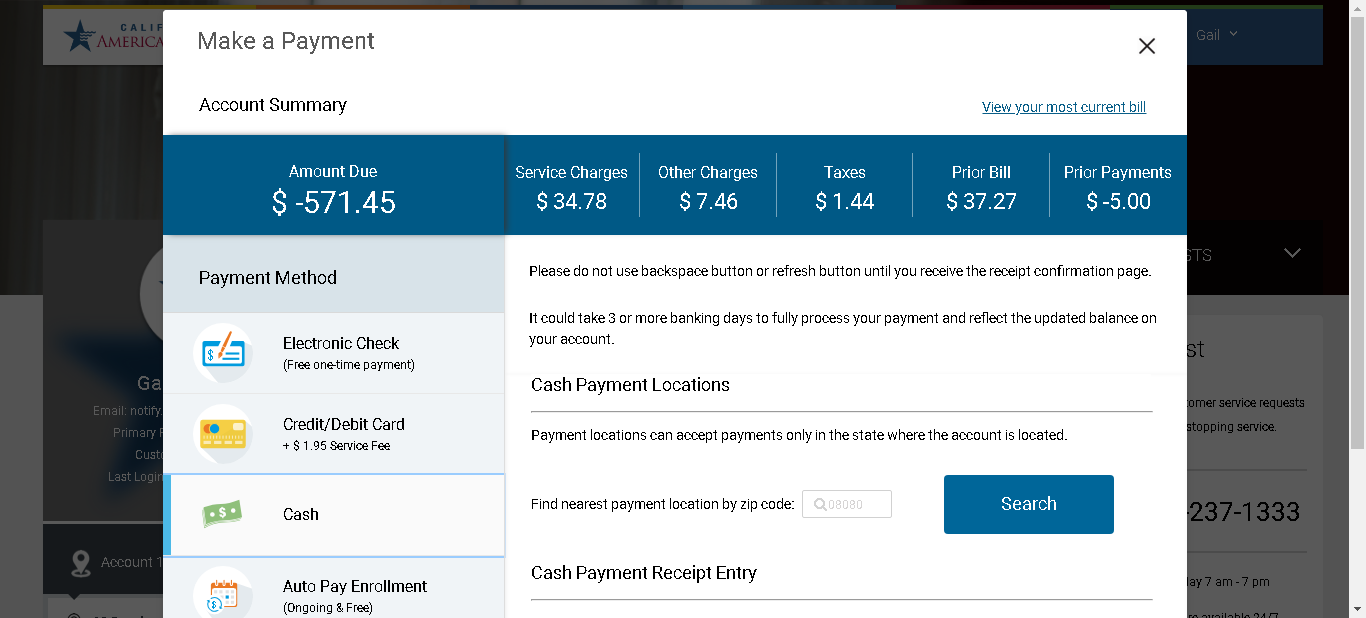 CALIF
AMERICA
Gail
Make a Payment
Account Summary
View your most current bill
Amount Due
$ -571.45
Service Charges
$ 34.78
Other Charges
$ 7.46
Taxes
$ 1.44
Prior Bill
$ 37.27
Prior Payments
$ -5.00
Payment Method
Please do not use backspace button or refresh button until you receive the receipt confirmation page.
It could take 3 or more banking days to fully process your payment and reflect the updated balance on
your account.
Electronic Check
(Free one-time payment)
Credit/Debit Card
+ $ 1.95 Service Fee
Cash
Auto Pay Enrollment
(Ongoing & Free)
Cash Payment Locations
Payment locations can accept payments only in the state where the account is located.
Find nearest payment location by zip code:
08080
Search
Cash Payment Receipt Entry
STS
Ga
Email: notify
Primary
Cust
Last Login
Account 1
st
omer service requests
stopping service.
-237-1333
ay 7 am - 7 pm
available 24/7